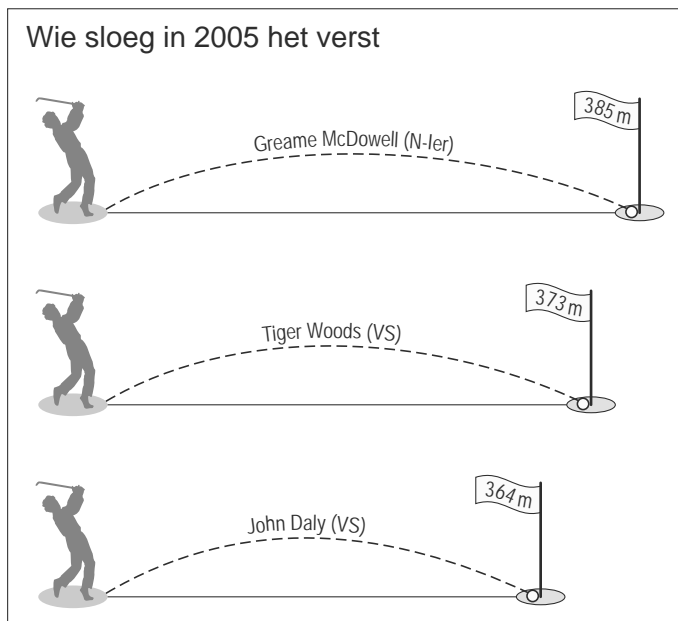 Wie sloeg in 2005 het verst
385 m
Greame McDowell (N-Ier)
373 m
Tiger Woods (VS)
364 m
John Daly (VS)